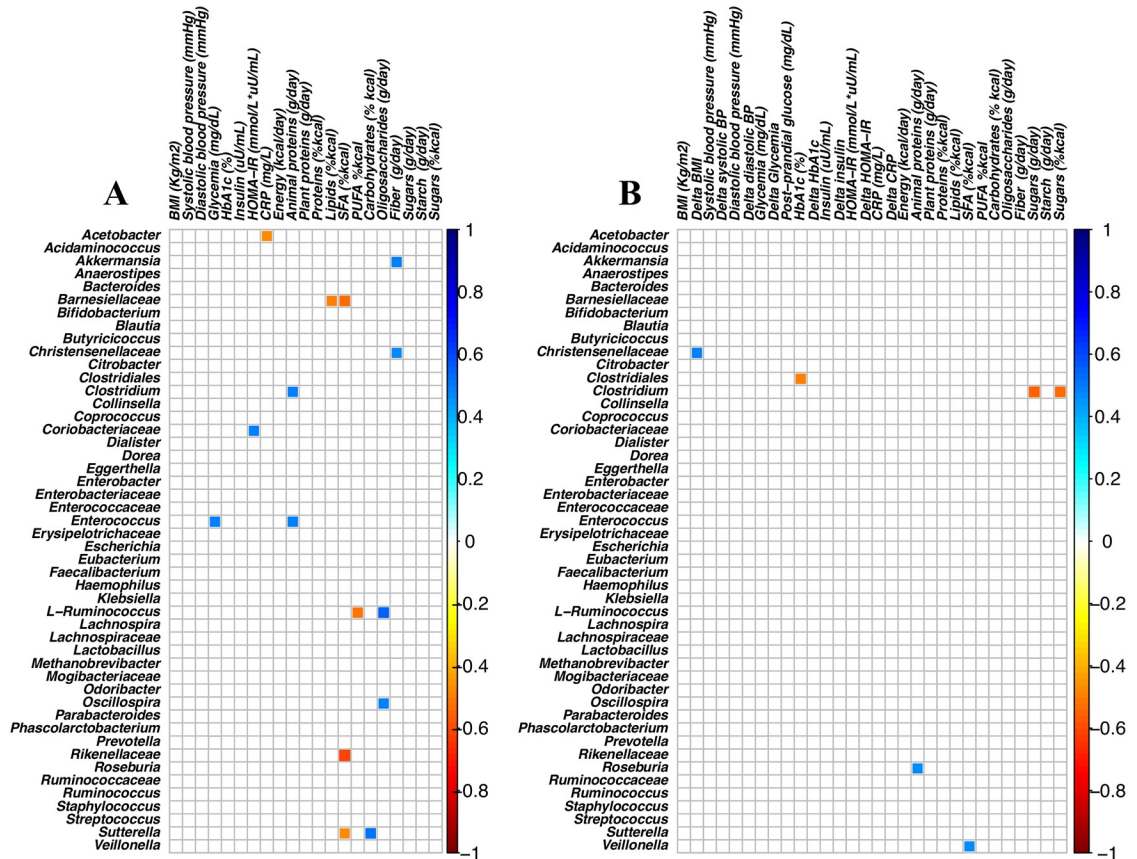 A
BMI (Kg/m2)
Systolic blood pressure (mmHg)
Diastolic blood pressure (mmHg)
Glycemia (mg/dL)
HbA1c (%)
Insulin (uU/mL)
HOMA−IR (mmol/L*uU/mL)
CRP (mg/L)
Energy (kcal/day)
Animal proteins (g/day)
Plant proteins (g/day)
Proteins (%kcal)
Lipids (%kcal)
SFA (%kcal)
PUFA %kcal
Carbohydrates (% kcal)
Oligosaccharides (g/day)
Fiber (g/day)
Sugars (g/day)
Starch (g/day)
Sugars (%kcal)
Acetobacter
Acidaminococcus
Akkermansia
Anaerostipes
Bacteroides
Barnesiellaceae
Bifidobacterium
Blautia
Butyricicoccus
Christensenellaceae
Citrobacter
Clostridiales
Clostridium
Collinsella
Coprococcus
Coriobacteriaceae
Dialister
Dorea
Eggerthella
Enterobacter
Enterobacteriaceae
Enterococcaceae
Enterococcus
Erysipelotrichaceae
Escherichia
Eubacterium
Faecalibacterium
Haemophilus
Klebsiella
L−Ruminococcus
Lachnospira
Lachnospiraceae
Lactobacillus
Methanobrevibacter
Mogibacteriaceae
Odoribacter
Oscillospira
Parabacteroides
Phascolarctobacterium
Prevotella
Rikenellaceae
Roseburia
Ruminococcaceae
Ruminococcus
Staphylococcus
Streptococcus
Sutterella
Veillonella
1
0.8
0.6
0.4
0.2
0
−0.2
−0.4
−0.6
−0.8
−1
B
BMI (Kg/m2)
Delta BMI
Systolic blood pressure (mmHg)
Delta systolic BP
Diastolic blood pressure (mmHg)
Delta diastolic BP
Glycemia (mg/dL)
Delta Glycemia
Post−prandial glucose (mg/dL)
HbA1c (%)
Delta HbA1c
Insulin (uU/mL)
Delta insulin
HOMA−IR (mmol/L*uU/mL)
Delta HOMA−IR
CRP (mg/L)
Delta CRP
Energy (kcal/day)
Animal proteins (g/day)
Plant proteins (g/day)
Proteins (%kcal)
Lipids (%kcal)
SFA (%kcal)
PUFA %kcal
Carbohydrates (% kcal)
Oligosaccharides (g/day)
Fiber (g/day)
Sugars (g/day)
Starch (g/day)
Sugars (%kcal)
Acetobacter
Acidaminococcus
Akkermansia
Anaerostipes
Bacteroides
Barnesiellaceae
Bifidobacterium
Blautia
Butyricicoccus
Christensenellaceae
Citrobacter
Clostridiales
Clostridium
Collinsella
Coprococcus
Coriobacteriaceae
Dialister
Dorea
Eggerthella
Enterobacter
Enterobacteriaceae
Enterococcaceae
Enterococcus
Erysipelotrichaceae
Escherichia
Eubacterium
Faecalibacterium
Haemophilus
Klebsiella
L−Ruminococcus
Lachnospira
Lachnospiraceae
Lactobacillus
Methanobrevibacter
Mogibacteriaceae
Odoribacter
Oscillospira
Parabacteroides
Phascolarctobacterium
Prevotella
Rikenellaceae
Roseburia
Ruminococcaceae
Ruminococcus
Staphylococcus
Streptococcus
Sutterella
Veillonella
1
0.8
0.6
0.4
0.2
0
−0.2
−0.4
−0.6
−0.8
−1